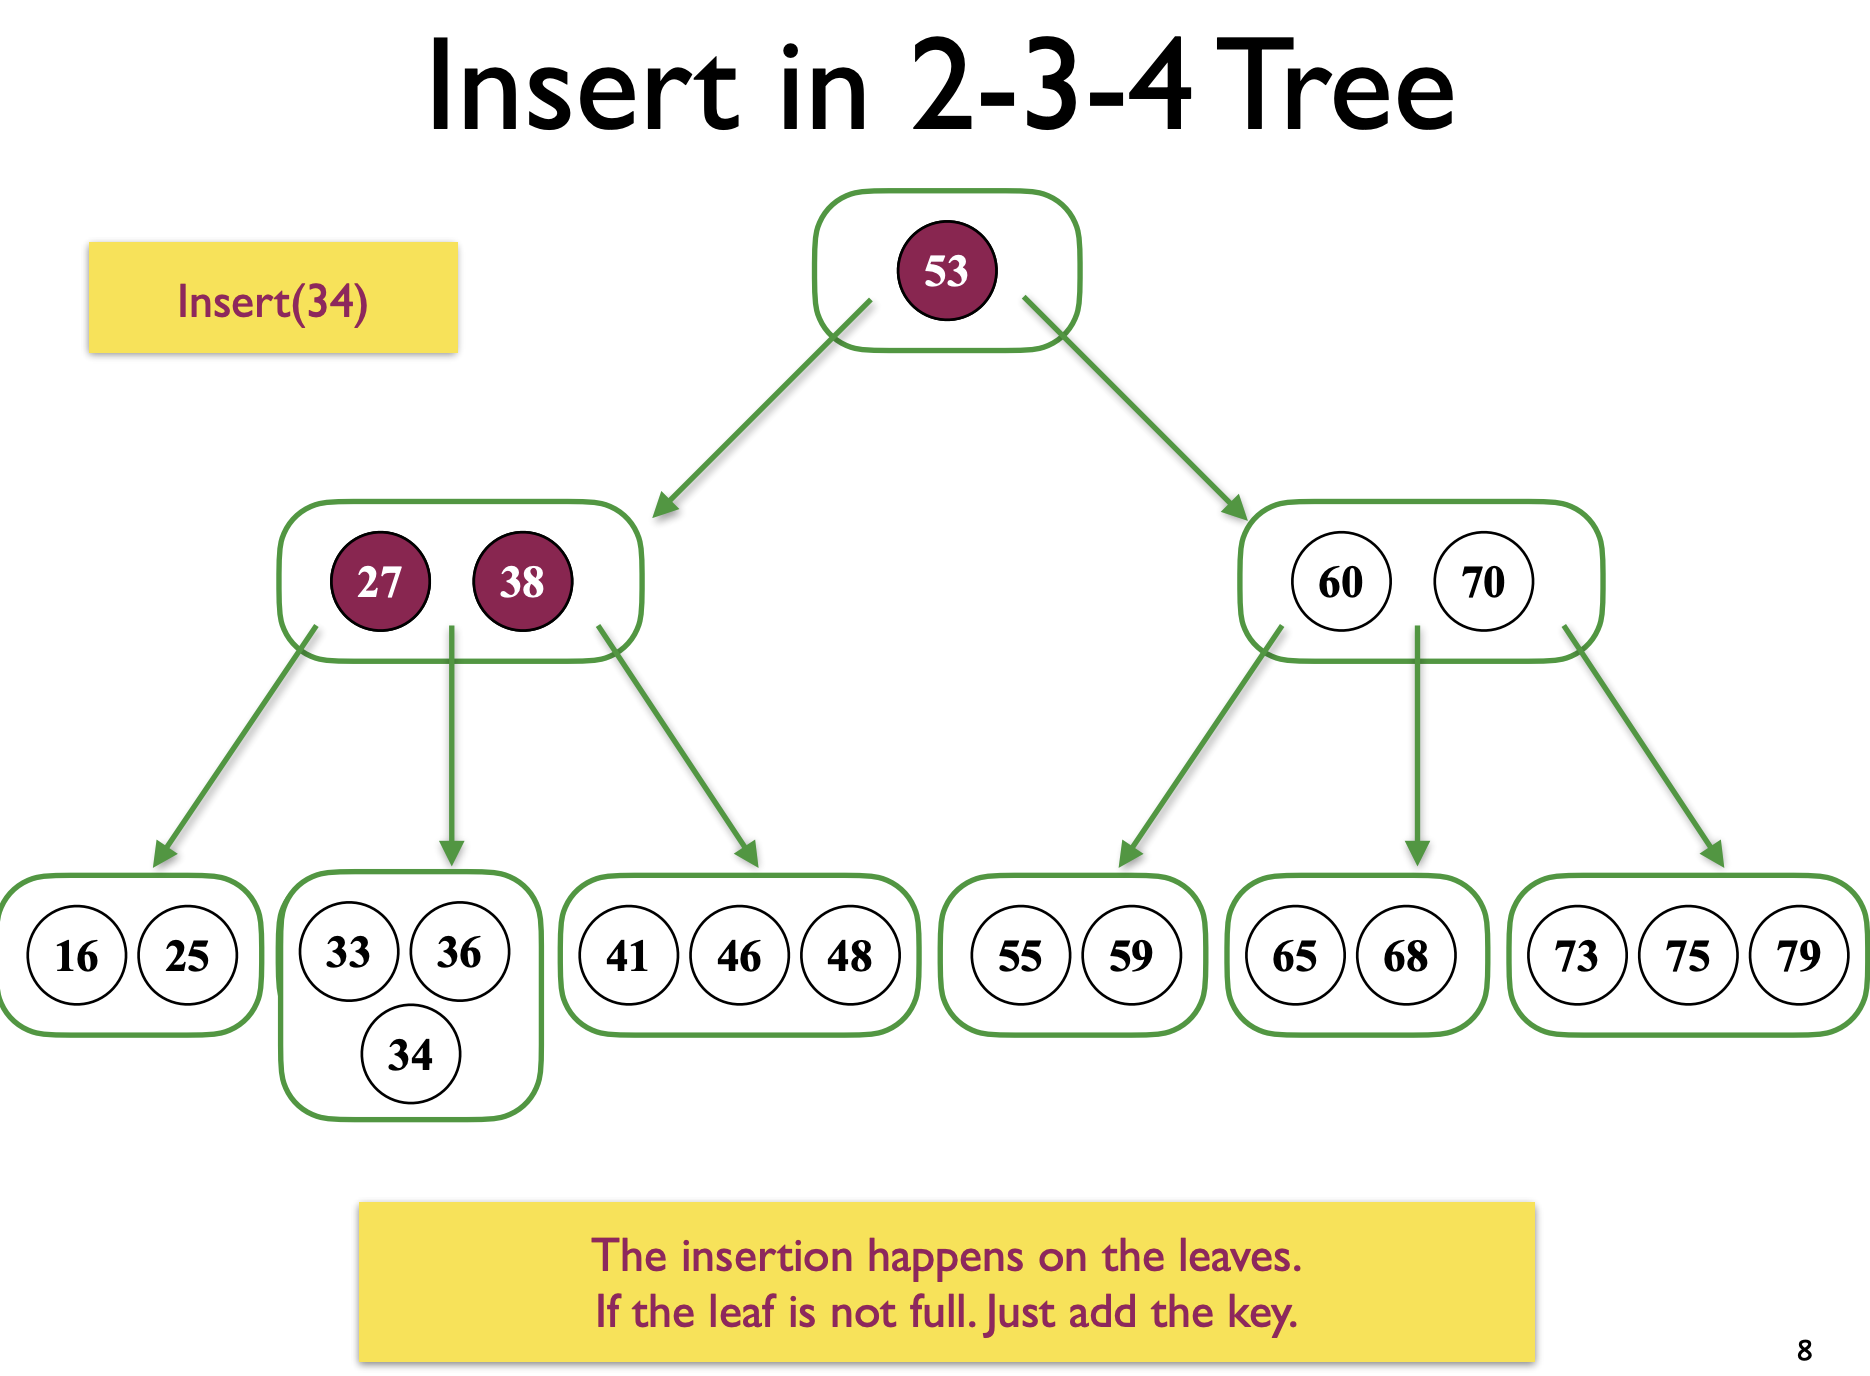 Insert in 2-3-4 Tree
Insert(34)
53
27 38
60 70
16 25
33 36
34
41 46 48
55 59
65 68
73 75 79
The insertion happens on the leaves.
If the leaf is not full. Just add the key.
8